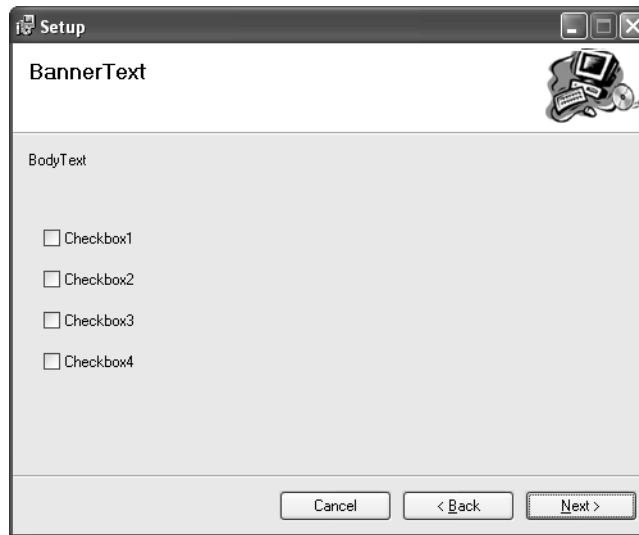 Setup
BannerText
BodyText
Checkbox1
Checkbox2
Checkbox3
Checkbox4
Cancel
< Back
Next >